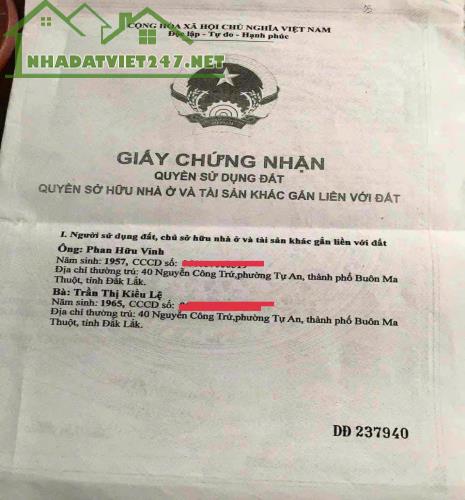 CỘNG HÒA XÃ HỘI CHỦ NGHĨA VIỆT NAM
Độc lập - Tự do - Hạnh phúc
NHADATVIET247.NET
GIẤY CHỨNG NHẬN
QUYỀN SỬ DỤNG ĐẤT
QUYỀN SỞ HỮU NHÀ Ở VÀ TÀI SẢN KHÁC GẮN LIỀN VỚI ĐẤT
I. Người sử dụng đất, chủ sở hữu nhà ở và tài sản khác gắn liền với đất
Ông: Phan Hữu Vinh
Năm sinh: 1957, CCCD số:
Địa chỉ thường trú: 40 Nguyễn Công Trứ,phường Tự An, thành phố Buôn Ma
Thuột, tỉnh Đắk Lắk.
Bà: Trần Thị Kiều Lệ
Năm sinh: 1965, CCCD số:
Địa chỉ thường trú: 40 Nguyễn Công Trứ,phường Tự An, thành phố Buôn Ma
Thuột, tỉnh Đắk Lắk.
DĐ 237940